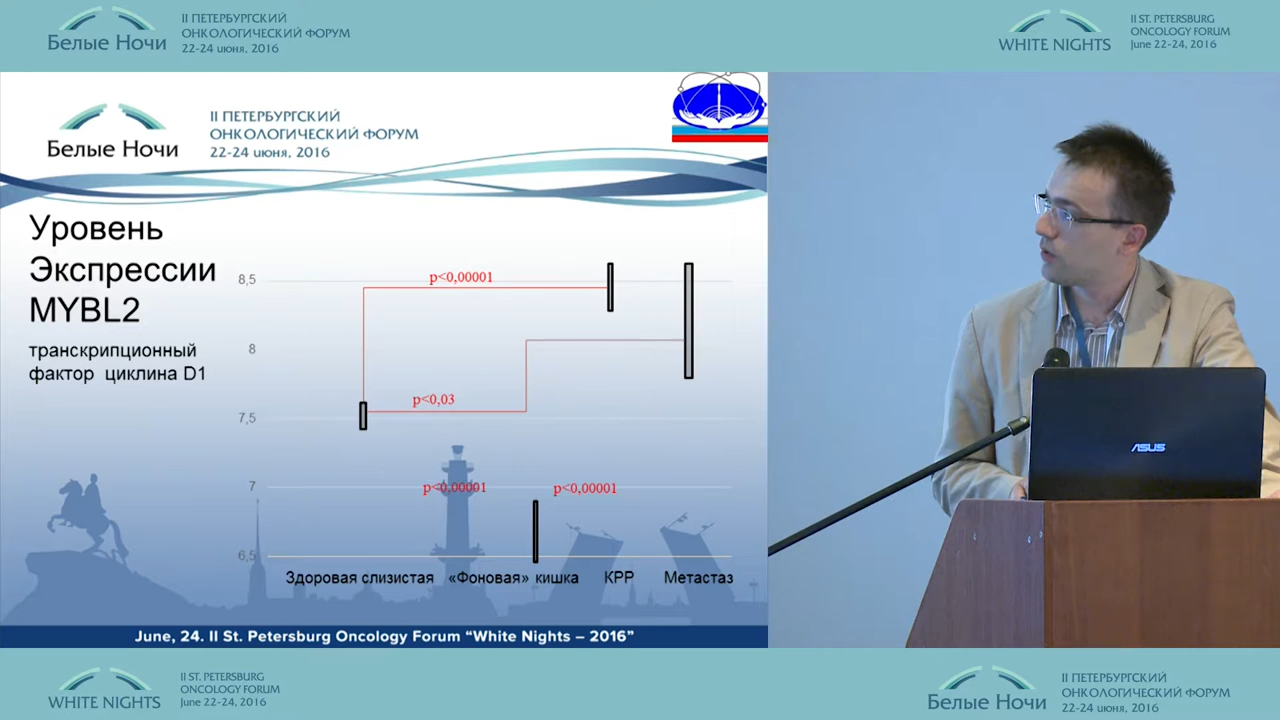 Белые Ночи
II ПЕТЕРБУРГСКИЙ
ОНКОЛОГИЧЕСКИЙ ФОРУМ
22-24 июня, 2016
WHITE NIGHTS
II ST. PETERSBURG
ONCOLOGY FORUM
June 22-24, 2016
Белые Ночи
II ПЕТЕРБУРГСКИЙ
ОНКОЛОГИЧЕСКИЙ ФОРУМ
22-24 июня, 2016
Уровень
Экспрессии
MYBL2
транскрипционный
фактор циклина D1
8,5
8
7,5
7
6,5
p<0,00001
p<0,03
p<0,00001
p<0,00001
Здоровая слизистая
«Фоновая» кишка
КРР
Метастаз
June, 24. II St. Petersburg Oncology Forum “White Nights – 2016”
ASUS
WHITE NIGHTS
II ST. PETERSBURG
ONCOLOGY FORUM
June 22-24, 2016
Белые Ночи
II ПЕТЕРБУРГСКИЙ
ОНКОЛОГИЧЕСКИЙ ФОРУМ
22-24 июня, 2016